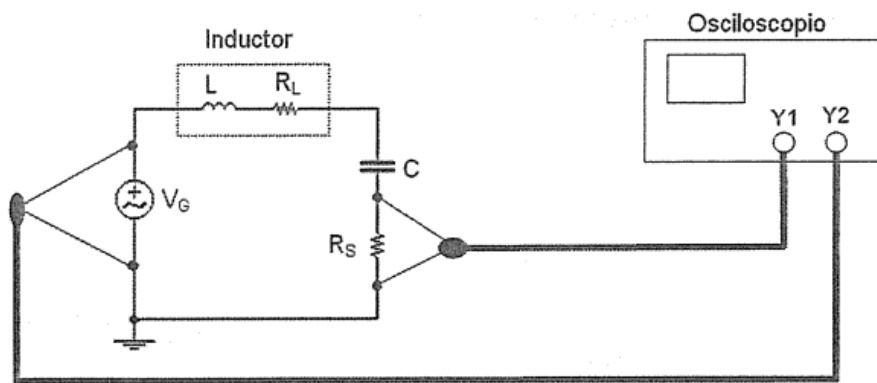 Osciloscopio
Inductor
L
R_L
Y1
Y2
C
V_G
R_S